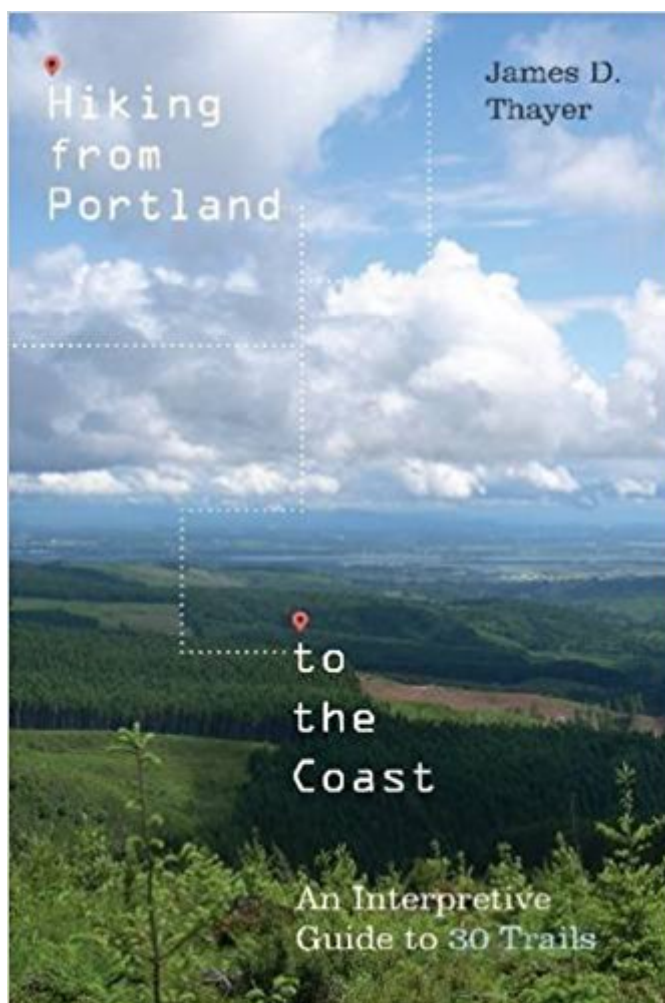 Hiking
from
Portland
James D.
Thayer
to
the
Coast
An Interpretive
Guide to 30 Trails